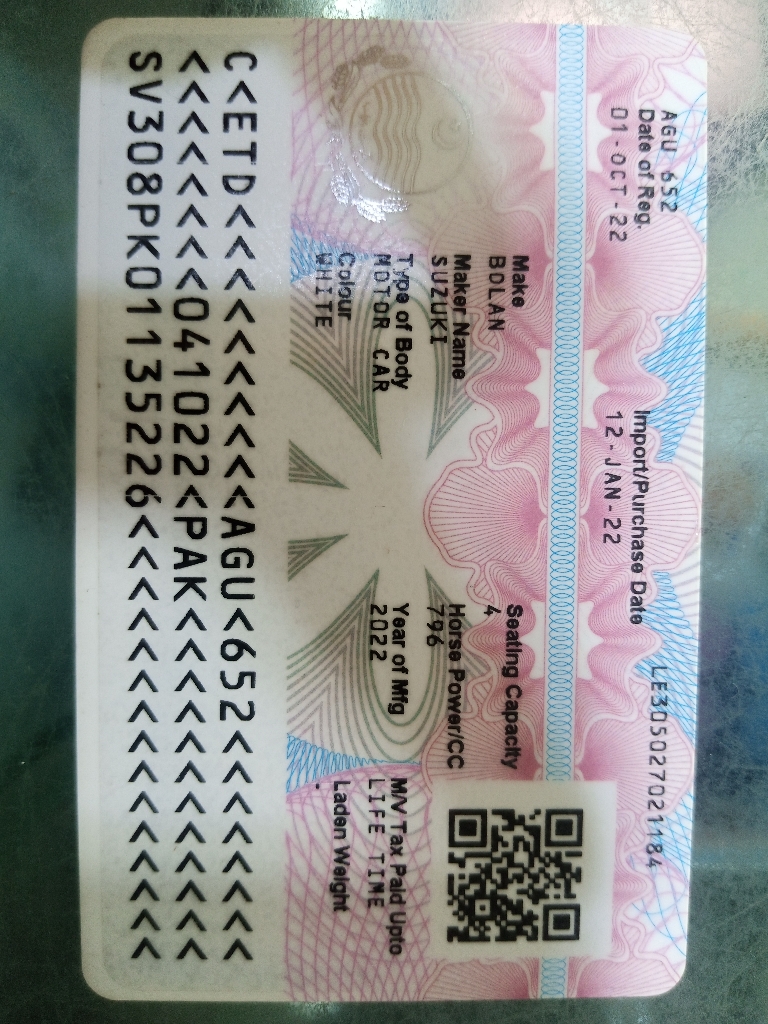 AGU 652
Date of Reg.
01-OCT-22
Import/Purchase Date
12-JAN-22
LE305027021184
Make
BOLAN
Maker Name
SUZUKI
Type of Body
MOTOR CAR
Colour
WHITE
Seating Capacity
4
Horse Power/CC
796
Year of Mfg
2022
M/V Tax Paid Upto
LIFE TIME
Laden Weight
-
C<ETD<<<<<<<<<<AGU<652<<<<<<<<
<<<<<<<<041022<PAK<<<<<<<<<<<<
SV308PK01135226<<<<<<<<<<<<<<<